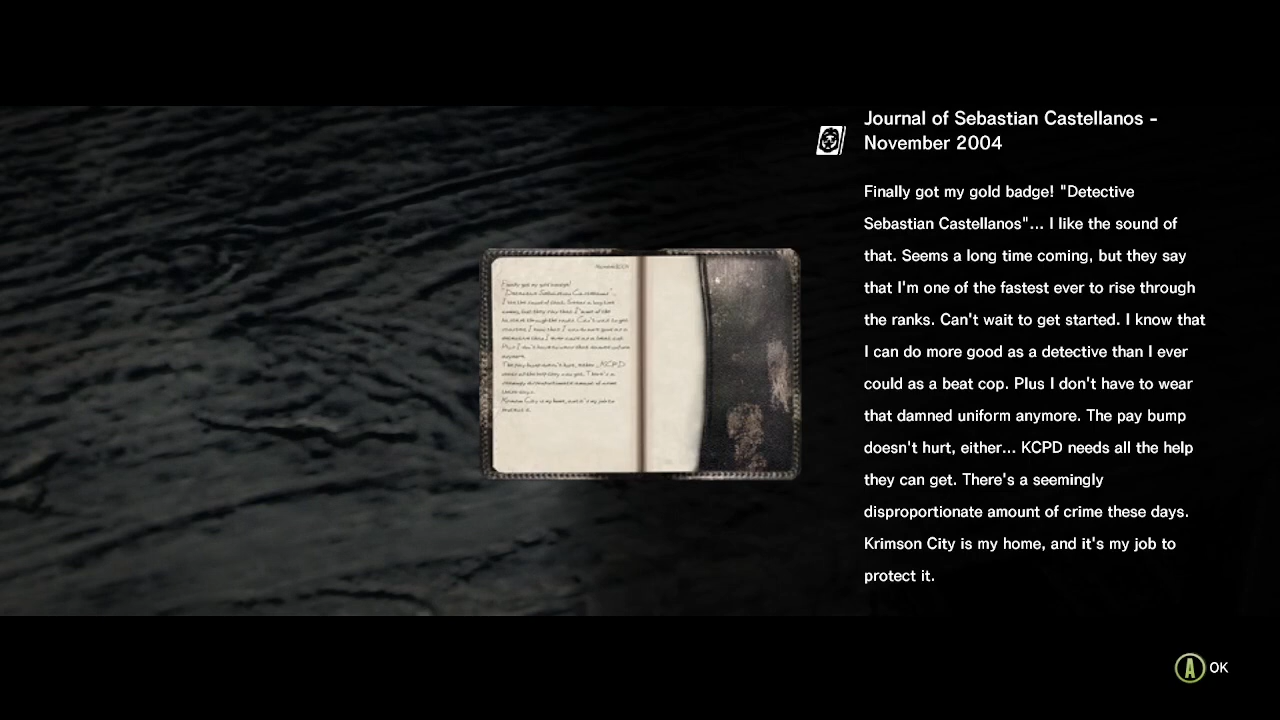 Journal of Sebastian Castellanos -
November 2004
Finally got my gold badge! "Detective
Sebastian Castellanos"... I like the sound of
that. Seems a long time coming, but they say
that I'm one of the fastest ever to rise through
the ranks. Can't wait to get started. I know that
I can do more good as a detective than I ever
could as a beat cop. Plus I don't have to wear
that damned uniform anymore. The pay bump
doesn't hurt, either... KCPD needs all the help
they can get. There's a seemingly
disproportionate amount of crime these days.
Krimson City is my home, and it's my job to
protect it.
A OK